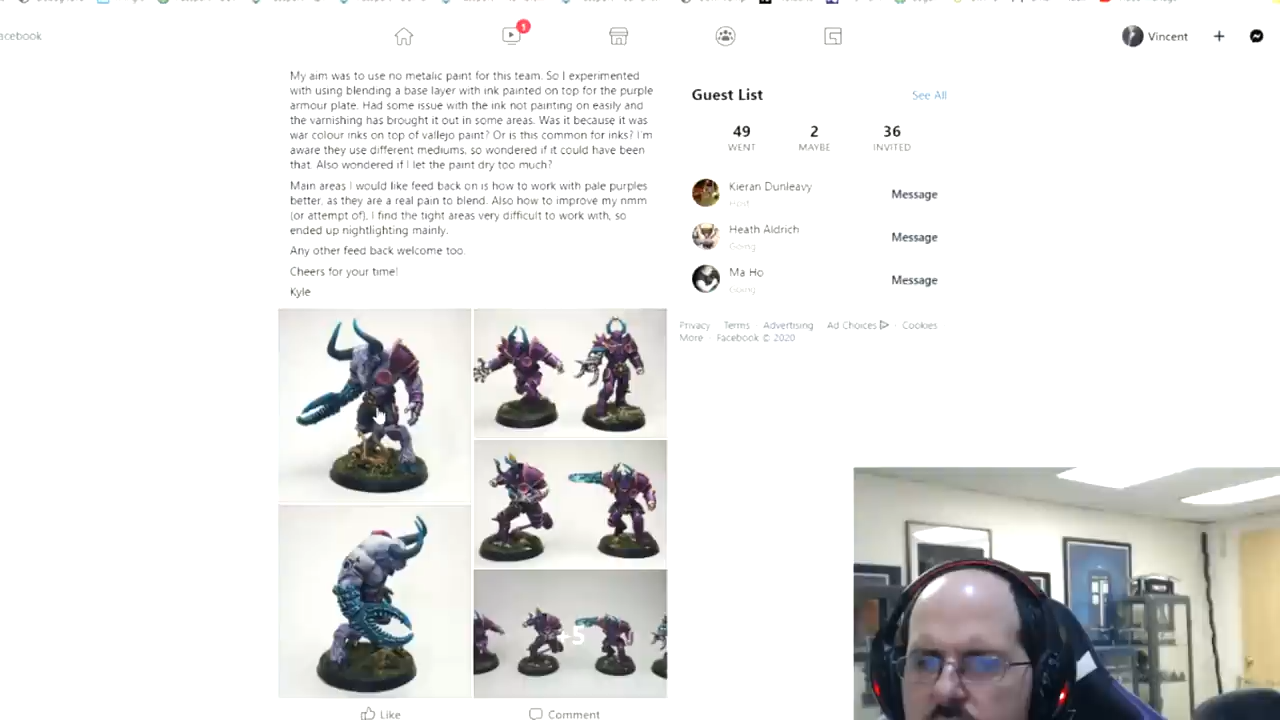 acebook
1
Vincent
My aim was to use no metalic paint for this team. So I experimented
with using blending a base layer with ink painted on top for the purple
armour plate. Had some issue with the ink not painting on easily and
the varnishing has brought it out in some areas. Was it because it was
war colour inks on top of vallejo paint? Or is this common for inks? I'm
aware they use different mediums, so wondered if it could have been
that. Also wondered if I let the paint dry too much?
Main areas I would like feed back on is how to work with pale purples
better, as they are a real pain to blend. Also how to improve my nmm
(or attempt of), I find the tight areas very difficult to work with, so
ended up nightlighting mainly.
Any other feed back welcome too.
Cheers for your time!
Kyle
+5
Like
Comment
Guest List
See All
49
2
36
WENT
MAYBE
INVITED
Kieran Dunleavy
Host
Message
Heath Aldrich
Going
Message
Ma Ho
Going
Message
Privacy · Terms · Advertising · Ad Choices · Cookies
More · Facebook © 2020